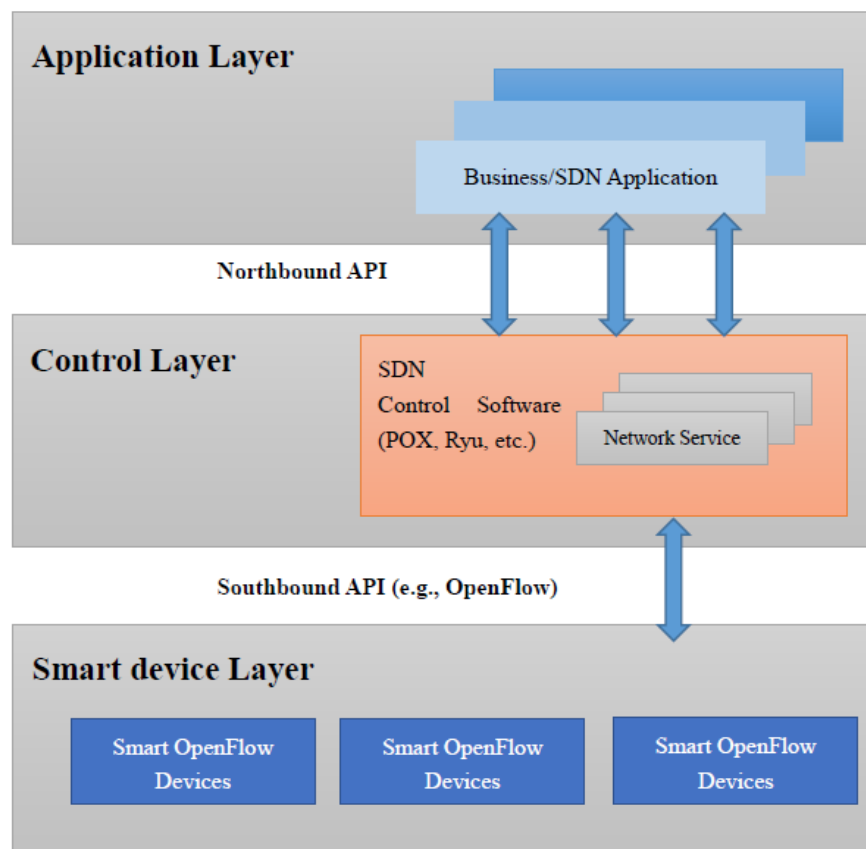 Application Layer
Business/SDN Application
Northbound API
Control Layer
SDN
Control Software
(POX, Ryu, etc.)
Network Service
Southbound API (e.g., OpenFlow)
Smart device Layer
Smart OpenFlow
Devices
Smart OpenFlow
Devices
Smart OpenFlow
Devices